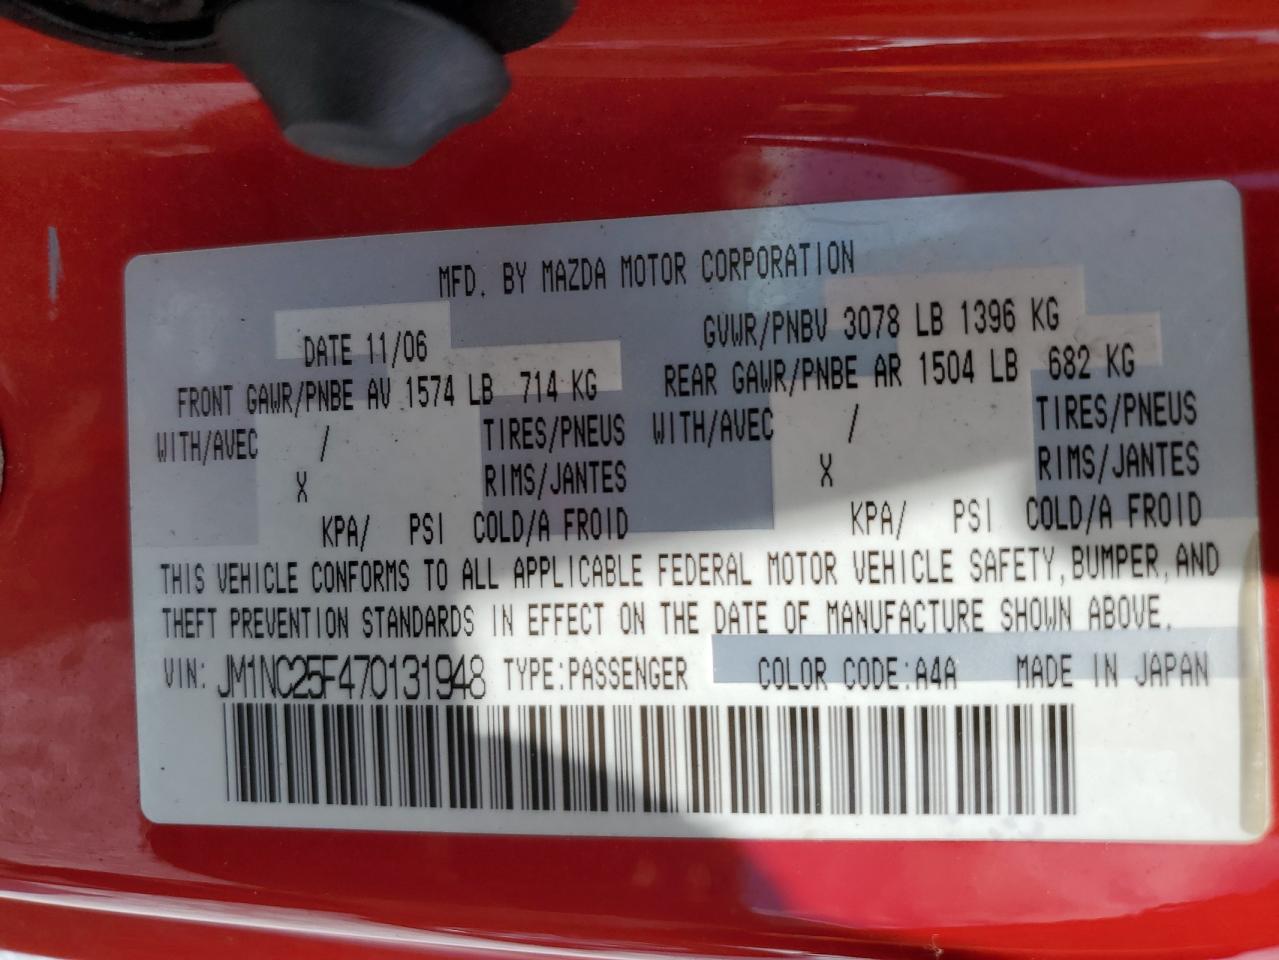 MFD. BY MAZDA MOTOR CORPORATION
DATE 11/06 GVWR/PNBV 3078 LB 1396 KG
FRONT GAWR/PNBE AV 1574 LB 714 KG REAR GAWR/PNBE AR 1504 LB 682 KG
WITH/AVEC / TIRES/PNEUS WITH/AVEC / TIRES/PNEUS
X RIMS/JANTES X RIMS/JANTES
KPA/ PSI COLD/A FROID KPA/ PSI COLD/A FROID
THIS VEHICLE CONFORMS TO ALL APPLICABLE FEDERAL MOTOR VEHICLE SAFETY, BUMPER, AND
THEFT PREVENTION STANDARDS IN EFFECT ON THE DATE OF MANUFACTURE SHOWN ABOVE.
VIN: JM1NC25F470131948 TYPE:PASSENGER COLOR CODE:A4A MADE IN JAPAN